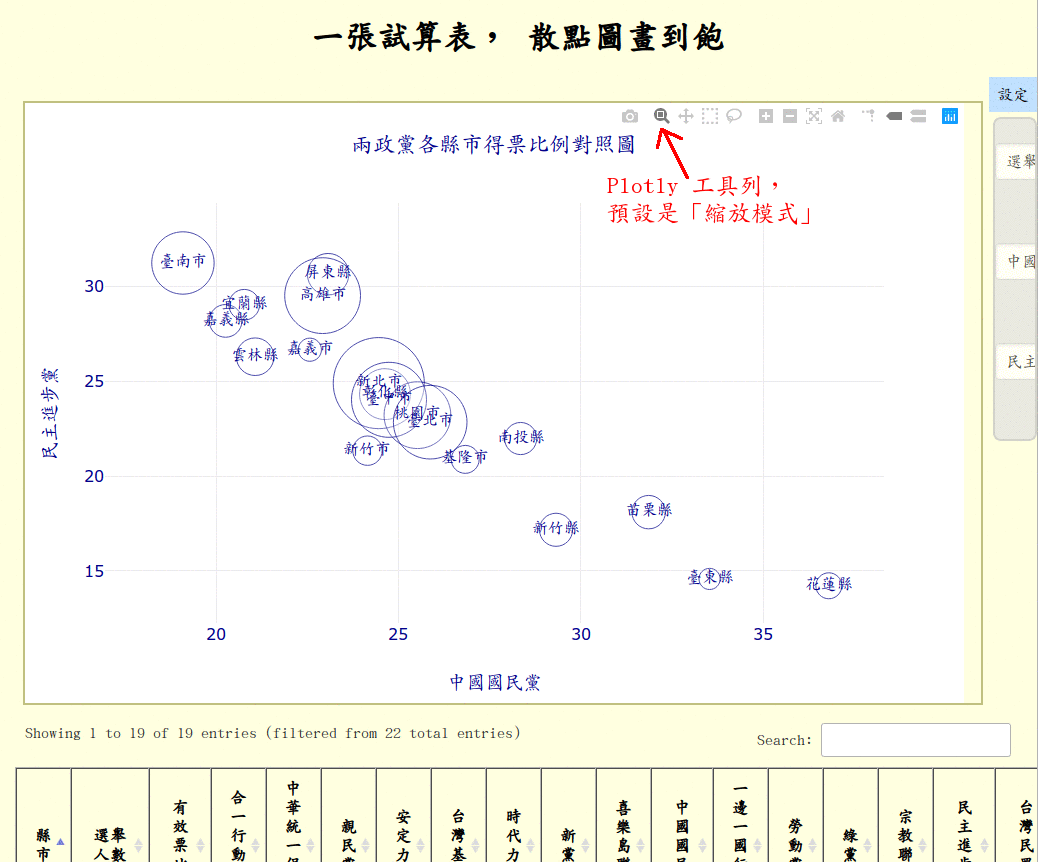 一張試算表， 散點圖畫到飽
設定
兩政黨各縣市得票比例對照圖
Plotly 工具列，
預設是「縮放模式」
選舉
中國
民主
臺南市
屏東縣
高雄市
30
宜蘭縣
嘉義縣
雲林縣
嘉義市
25
新北市
彰化縣
臺中市
桃園市
臺北市
民主進步黨
南投縣
新竹市
基隆市
20
苗栗縣
新竹縣
15
臺東縣
花蓮縣
20 25 30 35
中國國民黨
Showing 1 to 19 of 19 entries (filtered from 22 total entries)
Search:
縣市
選舉人數
有效票
合一行動
中華統一
親民
安定力
台灣基
時代力
新黨
喜樂島
中國國
一邊一國
勞動
綠黨
宗教聯
民主進
台灣民